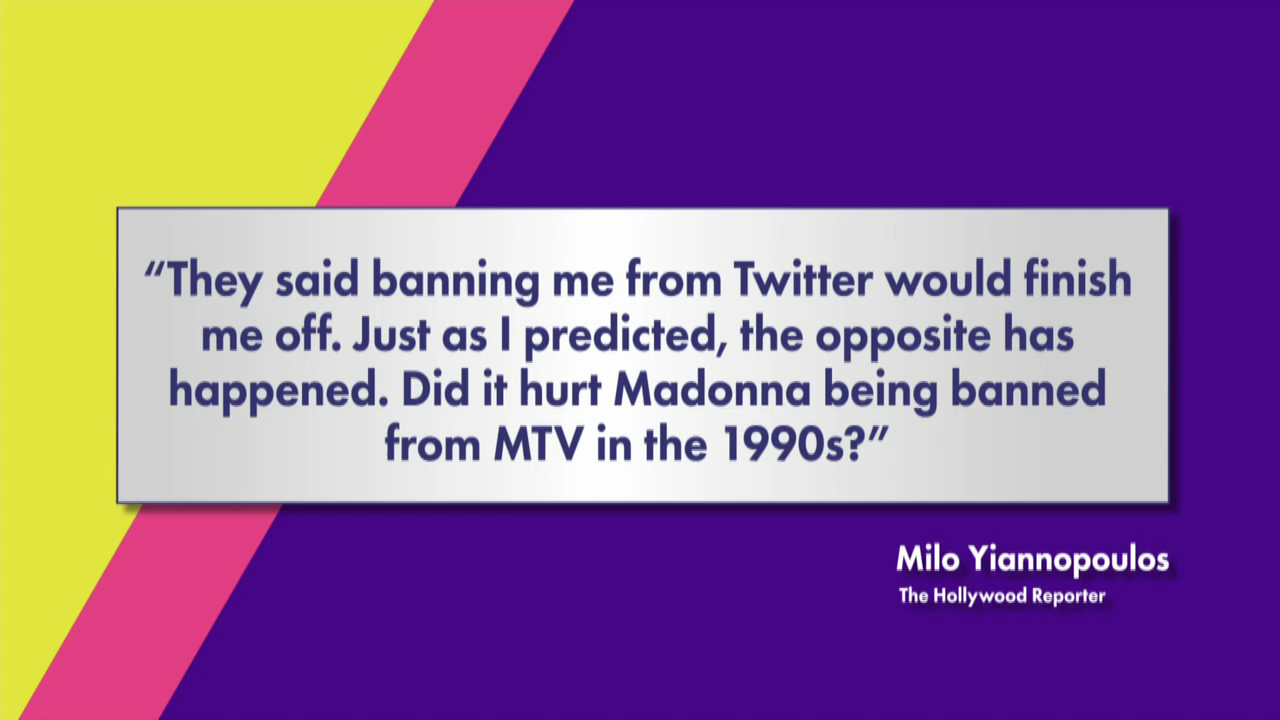 “They said banning me from Twitter would finish
me off. Just as I predicted, the opposite has
happened. Did it hurt Madonna being banned
from MTV in the 1990s?”
Milo Yiannopoulos
The Hollywood Reporter